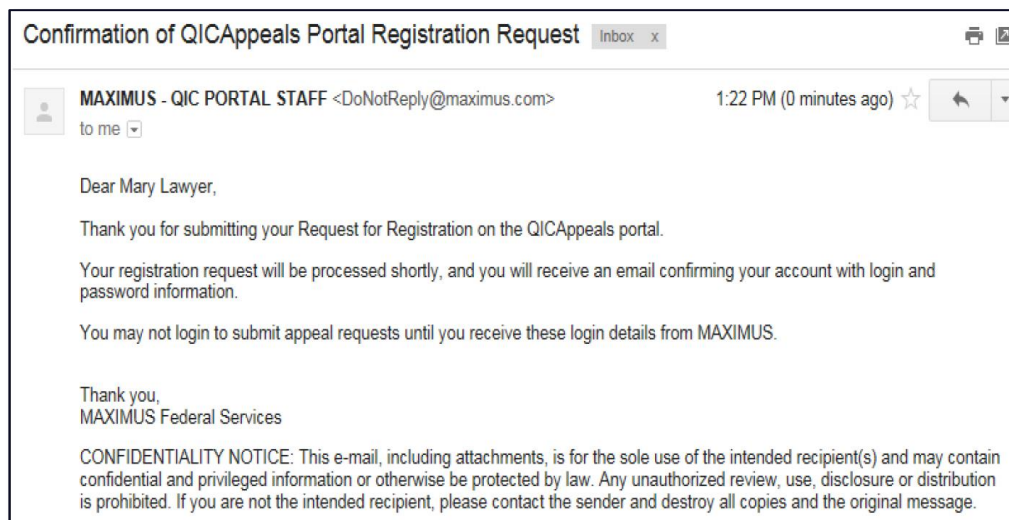 Confirmation of QICAppeals Portal Registration Request Inbox x
MAXIMUS - QIC PORTAL STAFF <DoNotReply@maximus.com> 1:22 PM (0 minutes ago)
to me
Dear Mary Lawyer,
Thank you for submitting your Request for Registration on the QICAppeals portal.
Your registration request will be processed shortly, and you will receive an email confirming your account with login and
password information.
You may not login to submit appeal requests until you receive these login details from MAXIMUS.
Thank you,
MAXIMUS Federal Services
CONFIDENTIALITY NOTICE: This e-mail, including attachments, is for the sole use of the intended recipient(s) and may contain
confidential and privileged information or otherwise be protected by law. Any unauthorized review, use, disclosure or distribution
is prohibited. If you are not the intended recipient, please contact the sender and destroy all copies and the original message.